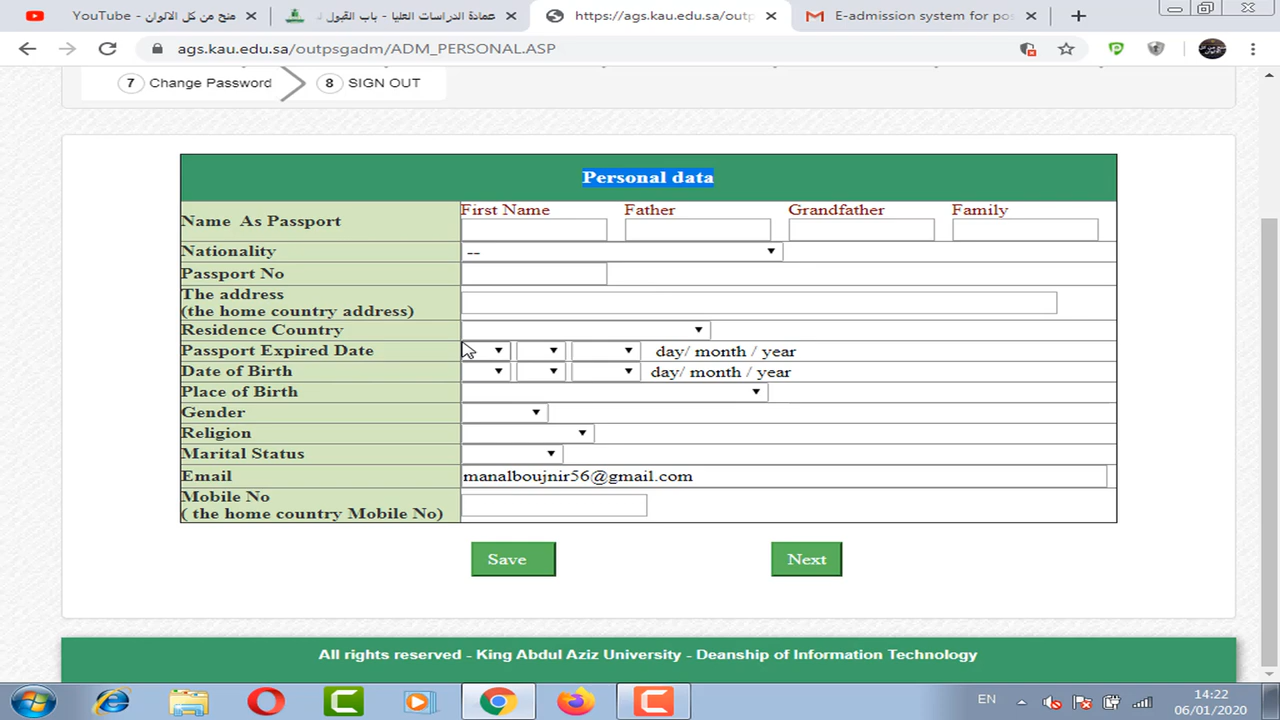 منح من كل الالوان - YouTube
عمادة الدراسات العليا - باب القبول ل
https://ags.kau.edu.sa/outp
E-admission system for pos
ags.kau.edu.sa/outpsgadm/ADM_PERSONAL.ASP
7 Change Password 8 SIGN OUT
Personal data
Name As Passport First Name Father Grandfather Family
Nationality --
Passport No
The address
(the home country address)
Residence Country
Passport Expired Date day/ month / year
Date of Birth day/ month / year
Place of Birth
Gender
Religion
Marital Status
Email manalboujnir56@gmail.com
Mobile No
( the home country Mobile No)
Save Next
All rights reserved - King Abdul Aziz University - Deanship of Information Technology
EN 14:22
06/01/2020